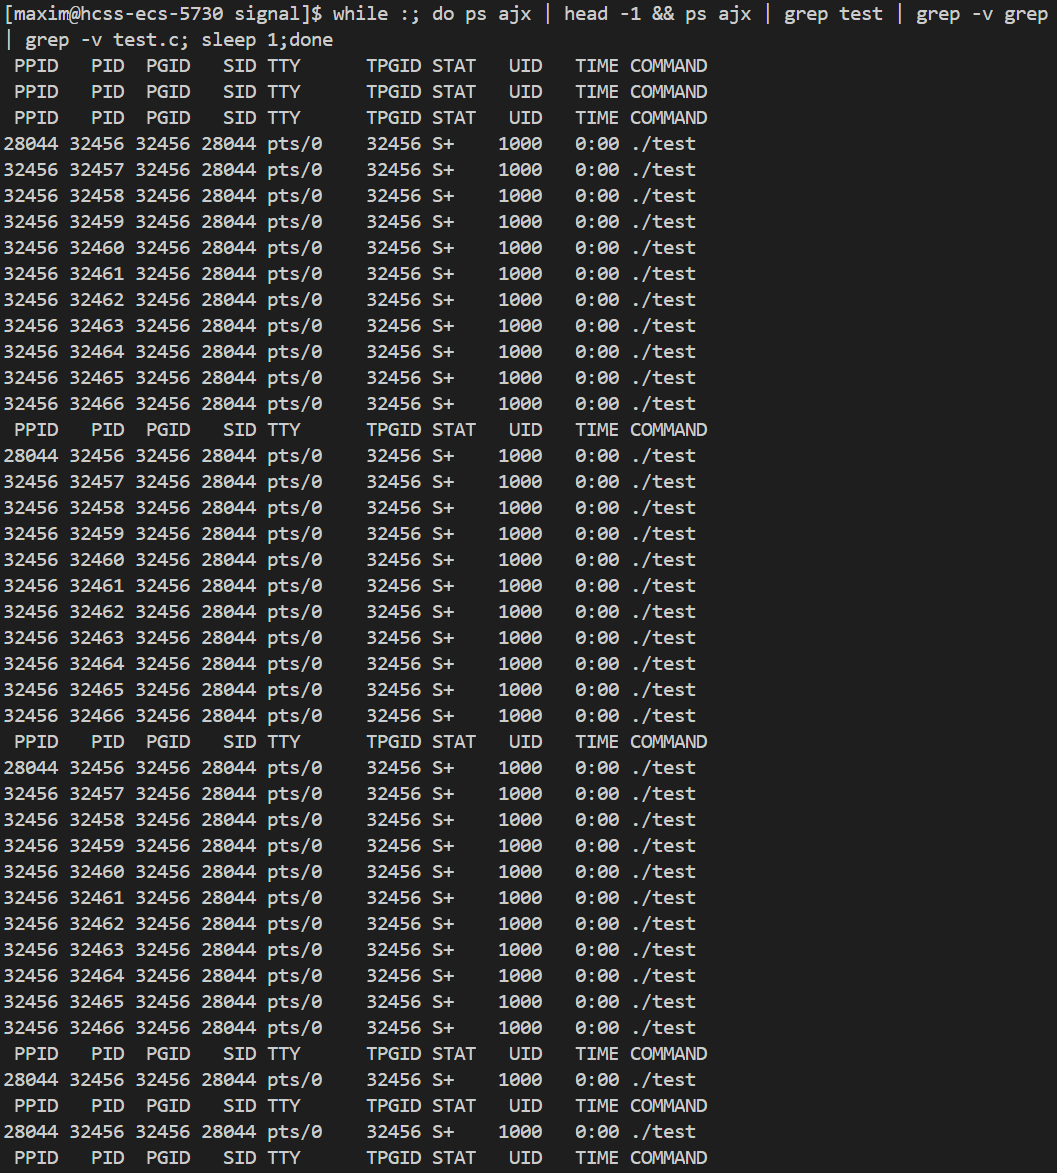 [maxim@hcss-ecs-5730 signal]$ while :; do ps ajx | head -1 && ps ajx | grep test | grep -v grep
| grep -v test.c; sleep 1;done
 PPID   PID  PGID   SID TTY      TPGID STAT   UID   TIME COMMAND
 PPID   PID  PGID   SID TTY      TPGID STAT   UID   TIME COMMAND
 PPID   PID  PGID   SID TTY      TPGID STAT   UID   TIME COMMAND
28044 32456 32456 28044 pts/0    32456 S+    1000   0:00 ./test
32456 32457 32456 28044 pts/0    32456 S+    1000   0:00 ./test
32456 32458 32456 28044 pts/0    32456 S+    1000   0:00 ./test
32456 32459 32456 28044 pts/0    32456 S+    1000   0:00 ./test
32456 32460 32456 28044 pts/0    32456 S+    1000   0:00 ./test
32456 32461 32456 28044 pts/0    32456 S+    1000   0:00 ./test
32456 32462 32456 28044 pts/0    32456 S+    1000   0:00 ./test
32456 32463 32456 28044 pts/0    32456 S+    1000   0:00 ./test
32456 32464 32456 28044 pts/0    32456 S+    1000   0:00 ./test
32456 32465 32456 28044 pts/0    32456 S+    1000   0:00 ./test
32456 32466 32456 28044 pts/0    32456 S+    1000   0:00 ./test
 PPID   PID  PGID   SID TTY      TPGID STAT   UID   TIME COMMAND
28044 32456 32456 28044 pts/0    32456 S+    1000   0:00 ./test
32456 32457 32456 28044 pts/0    32456 S+    1000   0:00 ./test
32456 32458 32456 28044 pts/0    32456 S+    1000   0:00 ./test
32456 32459 32456 28044 pts/0    32456 S+    1000   0:00 ./test
32456 32460 32456 28044 pts/0    32456 S+    1000   0:00 ./test
32456 32461 32456 28044 pts/0    32456 S+    1000   0:00 ./test
32456 32462 32456 28044 pts/0    32456 S+    1000   0:00 ./test
32456 32463 32456 28044 pts/0    32456 S+    1000   0:00 ./test
32456 32464 32456 28044 pts/0    32456 S+    1000   0:00 ./test
32456 32465 32456 28044 pts/0    32456 S+    1000   0:00 ./test
32456 32466 32456 28044 pts/0    32456 S+    1000   0:00 ./test
 PPID   PID  PGID   SID TTY      TPGID STAT   UID   TIME COMMAND
28044 32456 32456 28044 pts/0    32456 S+    1000   0:00 ./test
32456 32457 32456 28044 pts/0    32456 S+    1000   0:00 ./test
32456 32458 32456 28044 pts/0    32456 S+    1000   0:00 ./test
32456 32459 32456 28044 pts/0    32456 S+    1000   0:00 ./test
32456 32460 32456 28044 pts/0    32456 S+    1000   0:00 ./test
32456 32461 32456 28044 pts/0    32456 S+    1000   0:00 ./test
32456 32462 32456 28044 pts/0    32456 S+    1000   0:00 ./test
32456 32463 32456 28044 pts/0    32456 S+    1000   0:00 ./test
32456 32464 32456 28044 pts/0    32456 S+    1000   0:00 ./test
32456 32465 32456 28044 pts/0    32456 S+    1000   0:00 ./test
32456 32466 32456 28044 pts/0    32456 S+    1000   0:00 ./test
 PPID   PID  PGID   SID TTY      TPGID STAT   UID   TIME COMMAND
28044 32456 32456 28044 pts/0    32456 S+    1000   0:00 ./test
 PPID   PID  PGID   SID TTY      TPGID STAT   UID   TIME COMMAND
28044 32456 32456 28044 pts/0    32456 S+    1000   0:00 ./test
 PPID   PID  PGID   SID TTY      TPGID STAT   UID   TIME COMMAND